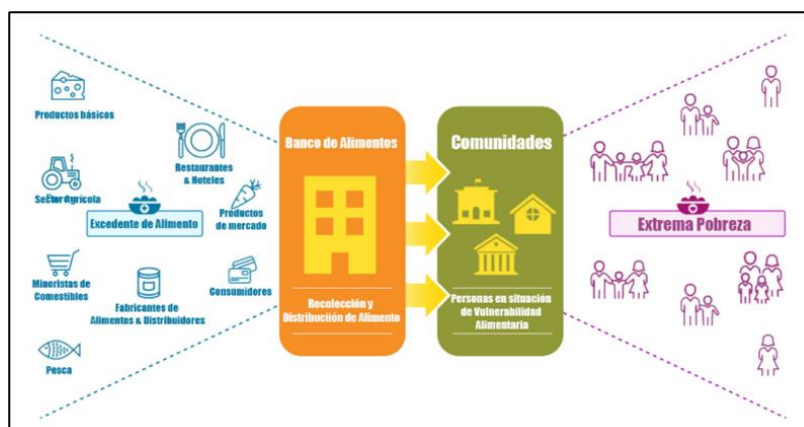 Productos básicos
Restaurantes
& Hoteles
Sector Agrícola
Excedente de Alimento
Productos
de mercado
Minoristas de
Comestibles
Fabricantes de
Alimentos & Distribuidores
Consumidores
Pesca
Banco de Alimentos
Recolección y
Distribución de Alimento
Comunidades
Personas en situación
de Vulnerabilidad
Alimentaria
Extrema Pobreza